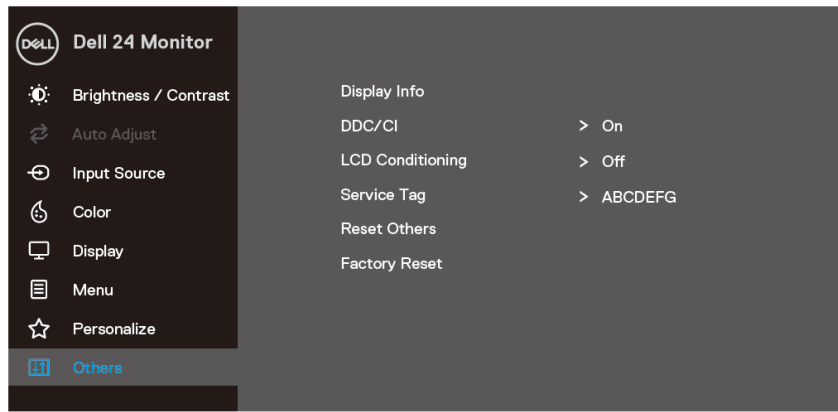 DELL Dell 24 Monitor
Brightness / Contrast
Auto Adjust
Input Source
Color
Display
Menu
Personalize
Others
Display Info
DDC/CI > On
LCD Conditioning > Off
Service Tag > ABCDEFG
Reset Others
Factory Reset